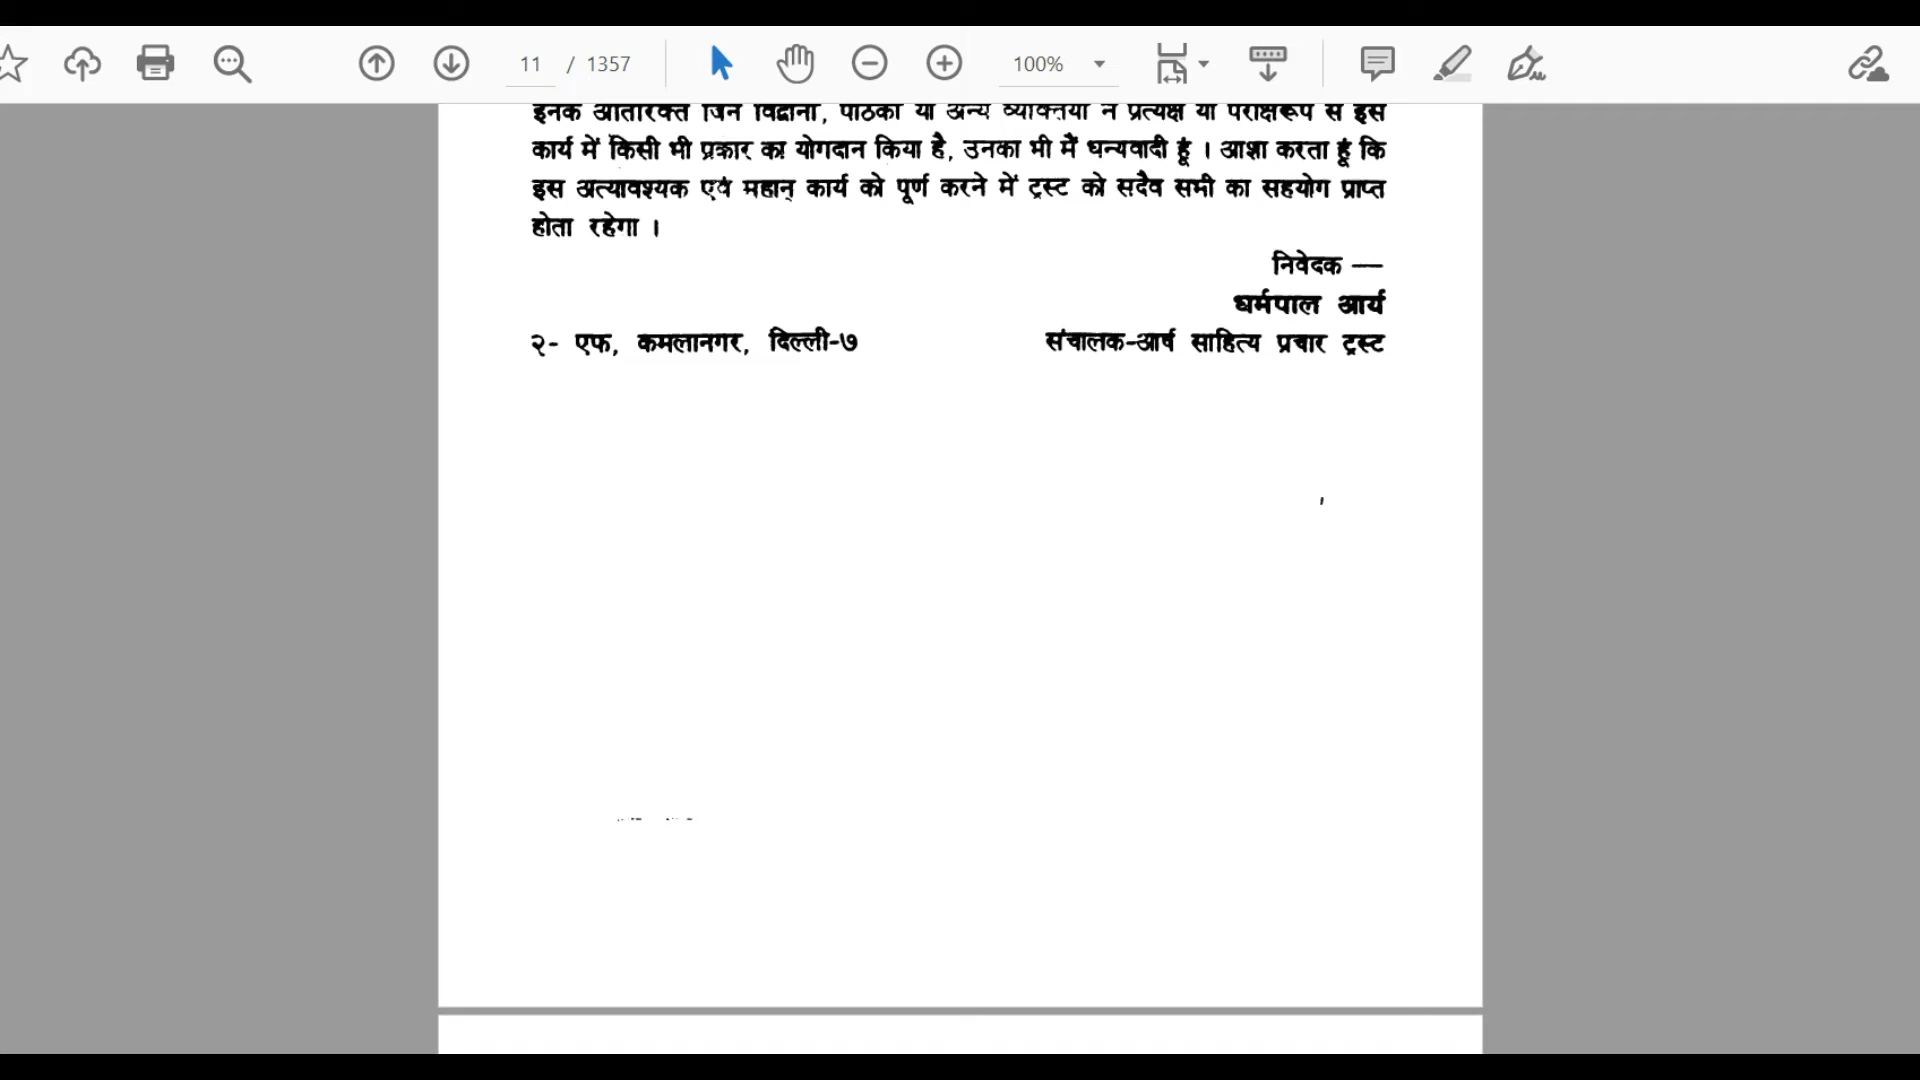 11 / 1357
100%
इनके अतिरिक्त जिन विद्वानों, पाठकों या अन्य व्यक्तियों ने प्रत्यक्ष या परोक्षरूप से इस
कार्य में किसी भी प्रकार का योगदान किया है, उनका भी मैं धन्यवादी हूं । आशा करता हूं कि
इस अत्यावश्यक एवं महान् कार्य को पूर्ण करने में ट्रस्ट को सदैव सभी का सहयोग प्राप्त
होता रहेगा ।
निवेदक —
धर्मपाल आर्य
२- एफ, कमलानगर, दिल्ली-७ संचालक-आर्ष साहित्य प्रचार ट्रस्ट